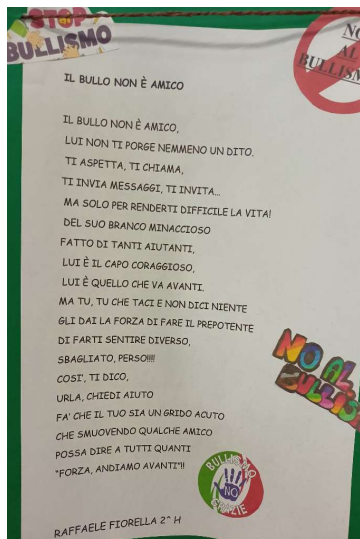 STOP
BULLISMO
NO
AL
BULLISM
IL BULLO NON È AMICO
IL BULLO NON È AMICO,
LUI NON TI PORGE NEMMENO UN DITO.
TI ASPETTA, TI CHIAMA,
TI INVIA MESSAGGI, TI INVITA...
MA SOLO PER RENDERTI DIFFICILE LA VITA!
DEL SUO BRANCO MINACCIOSO
FATTO DI TANTI AIUTANTI,
LUI È IL CAPO CORAGGIOSO,
LUI È QUELLO CHE VA AVANTI.
MA TU, TU CHE TACI E NON DICI NIENTE
GLI DAI LA FORZA DI FARE IL PREPOTENTE
DI FARTI SENTIRE DIVERSO,
SBAGLIATO, PERSO!!!!
COSI', TI DICO,
URLA, CHIEDI AIUTO
FA' CHE IL TUO SIA UN GRIDO ACUTO
CHE SMUOVENDO QUALCHE AMICO
POSSA DIRE A TUTTI QUANTI
"FORZA, ANDIAMO AVANTI"!!
NO AL
BULLIS
BULLISMO
NO
GRAZIE
RAFFAELE FIORELLA 2^ H